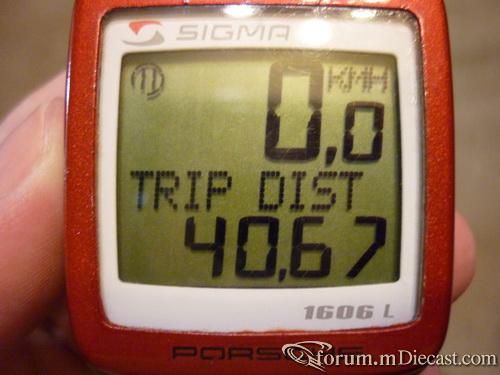 SIGMA
KMH
0,0
TRIP DIST
40,67
1606 L
PORSCHE
forum.mDiecast.com